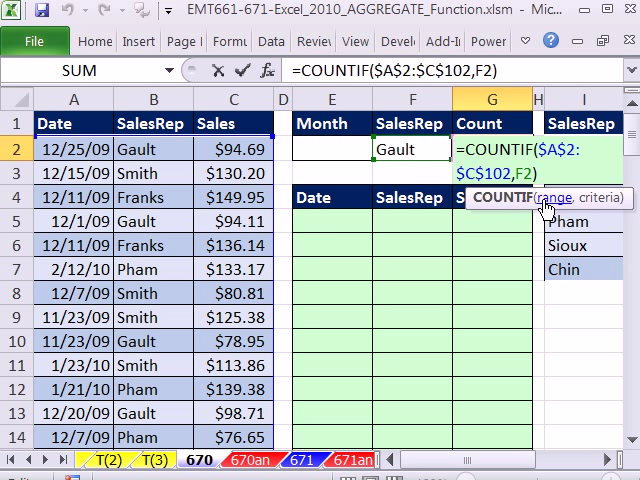 EMT661-671-Excel_2010_AGGREGATE_Function.xlsm - Mic...
File Home Insert Page Form Data Revie View Devel Add-I Power
SUM fx =COUNTIF($A$2:$C$102,F2)
A B C D E F G H I
1 Date SalesRep Sales Month SalesRep Count SalesRep
2 12/25/09 Gault $94.69 Gault =COUNTIF($A$2:
3 12/15/09 Smith $130.20 $C$102,F2)
COUNTIF(range, criteria)
4 12/11/09 Franks $149.95 Date SalesRep
5 12/1/09 Gault $94.11 Pham
6 12/11/09 Franks $136.14 Sioux
7 2/12/10 Pham $133.17 Chin
8 12/7/09 Smith $80.81
9 11/23/09 Smith $125.38
10 11/23/09 Gault $78.95
11 1/23/10 Smith $113.86
12 1/21/10 Pham $139.38
13 12/20/09 Gault $98.71
14 12/7/09 Pham $76.65
T(2) T(3) 670 670an 671 671an